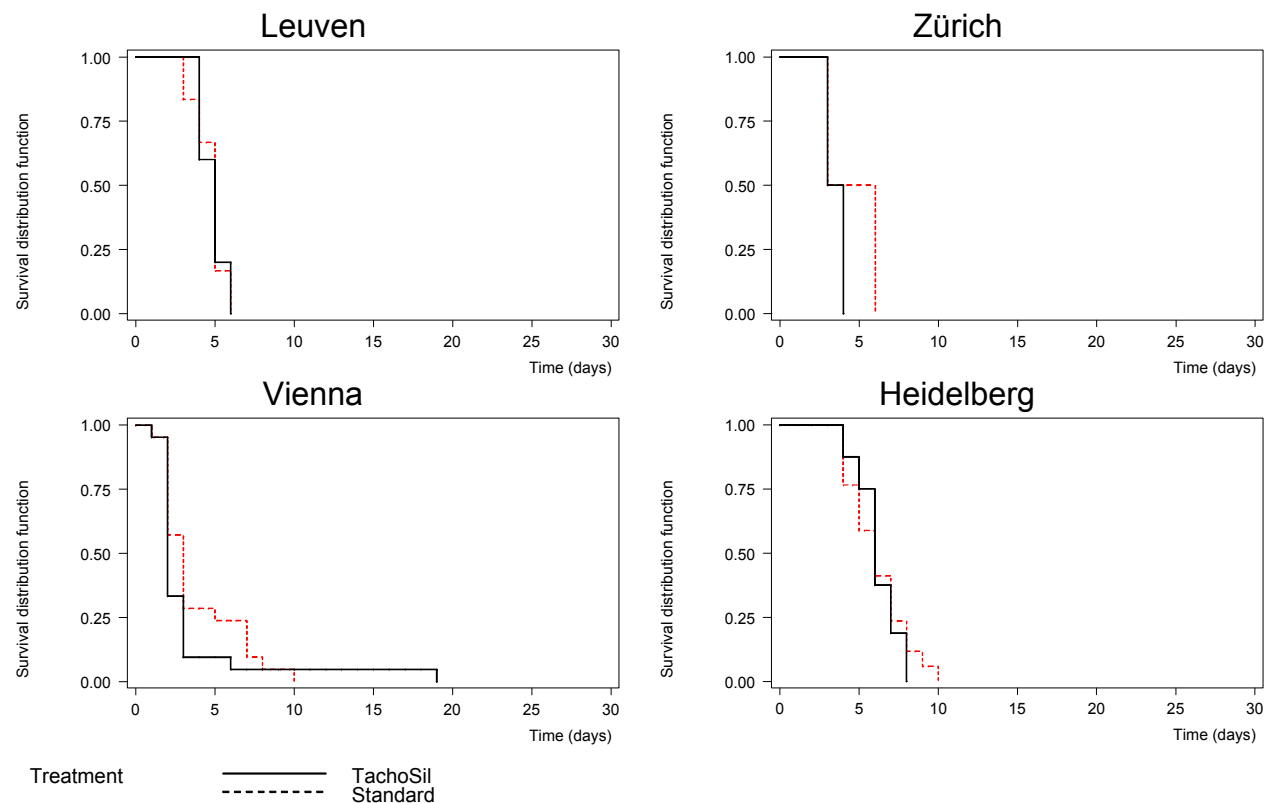 Leuven
Survival distribution function
1.00
0.75
0.50
0.25
0.00
0 5 10 15 20 25 30
Time (days)
Zürich
Survival distribution function
1.00
0.75
0.50
0.25
0.00
0 5 10 15 20 25 30
Time (days)
Vienna
Survival distribution function
1.00
0.75
0.50
0.25
0.00
0 5 10 15 20 25 30
Time (days)
Heidelberg
Survival distribution function
1.00
0.75
0.50
0.25
0.00
0 5 10 15 20 25 30
Time (days)
Treatment TachoSil
Standard